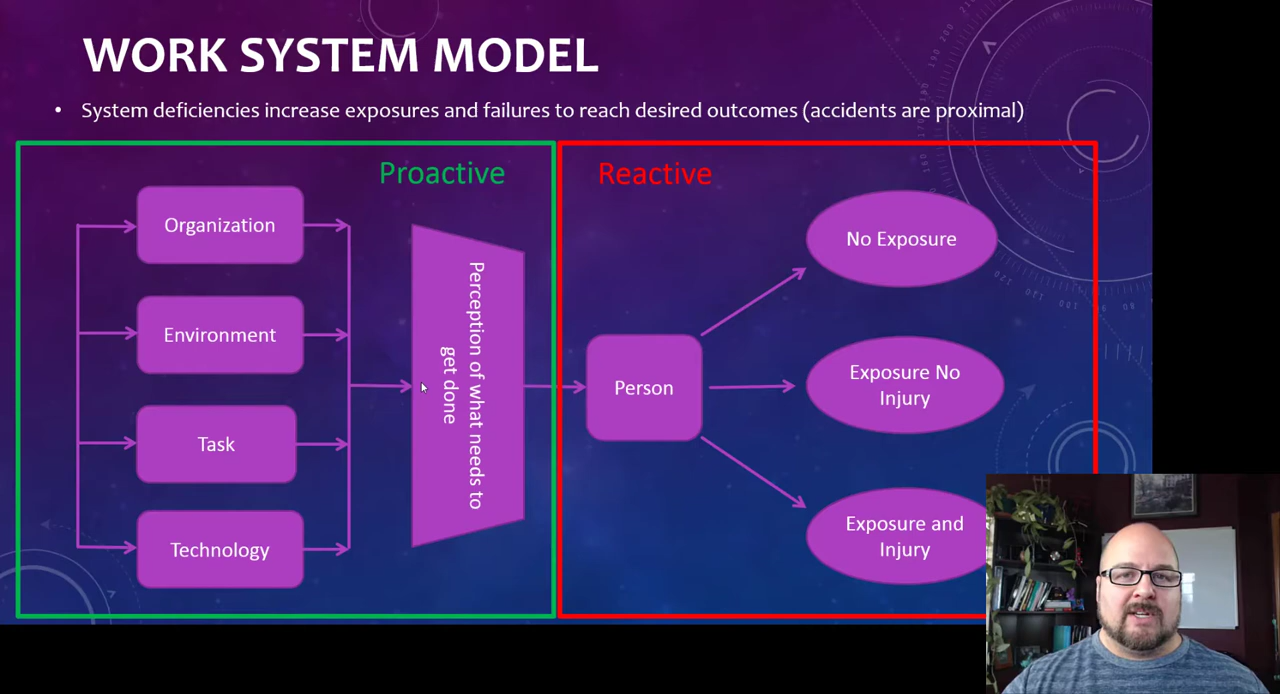 WORK SYSTEM MODEL
• System deficiencies increase exposures and failures to reach desired outcomes (accidents are proximal)
Proactive
Organization
Environment
Task
Technology
Perception of what needs to
get done
Reactive
Person
No Exposure
Exposure No
Injury
Exposure and
Injury